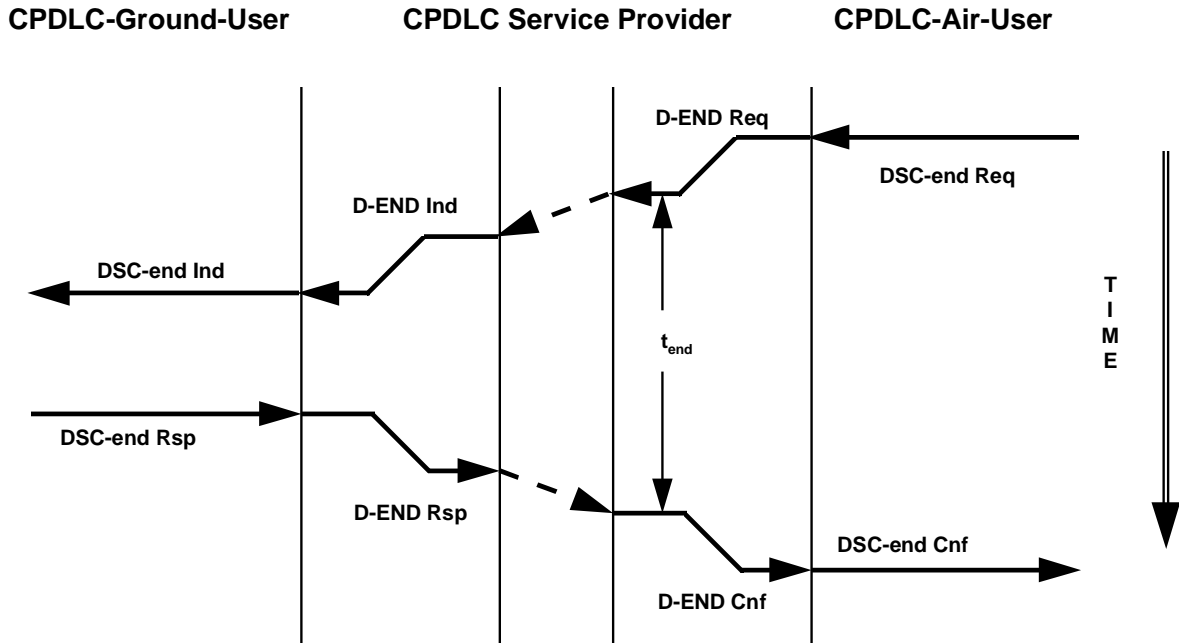 CPDLC-Ground-User
CPDLC Service Provider
CPDLC-Air-User
D-END Req
DSC-end Req
D-END Ind
DSC-end Ind
T
I
M
E
tend
DSC-end Rsp
D-END Rsp
DSC-end Cnf
D-END Cnf